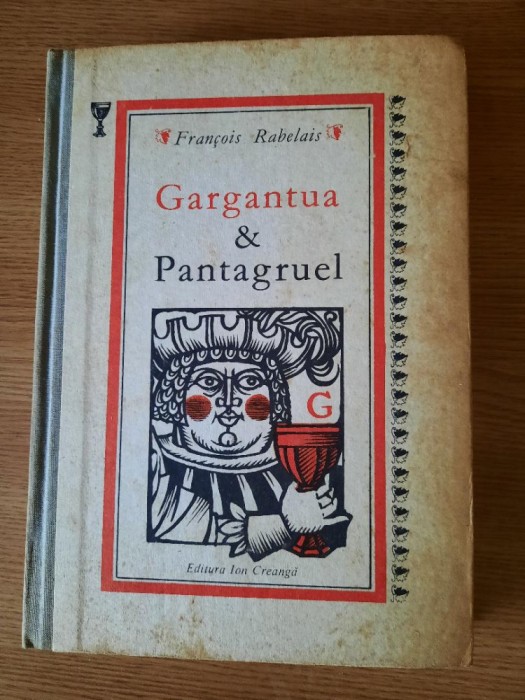 François Rabelais
Gargantua
&
Pantagruel
G
Editura Ion Creangă